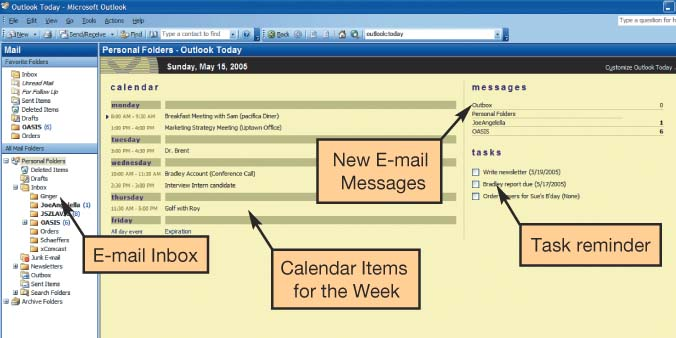 Outlook Today - Microsoft Outlook
File Edit View Go Tools Actions Help
Type a question for h
New Send/Receive Find Type a contact to find Back outlook:today
Mail
Favorite Folders
Inbox
Unread Mail
For Follow Up
Sent Items
Deleted Items
Drafts
OASIS (6)
Orders
All Mail Folders
Personal Folders
Deleted Items
Drafts
Inbox
Ginger
JoeAngelella (1)
JSZLAVIS (8)
OASIS (6)
Orders
Schaeffers
xComcast
Junk E-mail
Newsletters
Outbox
Sent Items
Search Folders
Archive Folders
Personal Folders - Outlook Today
Sunday, May 15, 2005
Customize Outlook Today
calendar
monday
8:00 AM - 9:30 AM Breakfast Meeting with Sam (pacifica Diner)
1:00 PM - 4:00 PM Marketing Strategy Meeting (Uptown Office)
tuesday
3:00 PM - 4:30 PM Dr. Brent
wednesday
10:00 AM - 11:30 AM Bradley Account (Conference Call)
2:30 PM - 3:00 PM Interview Intern candidate
thursday
11:30 AM - 5:00 PM Golf with Roy
friday
All day event Expiration
messages
Outbox 0
Personal Folders
JoeAngelella 1
OASIS 6
tasks
Write newsletter (5/19/2005)
Bradley report due (5/17/2005)
Order flowers for Sue's B'day (None)
New E-mail
Messages
Task reminder
E-mail Inbox
Calendar Items
for the Week